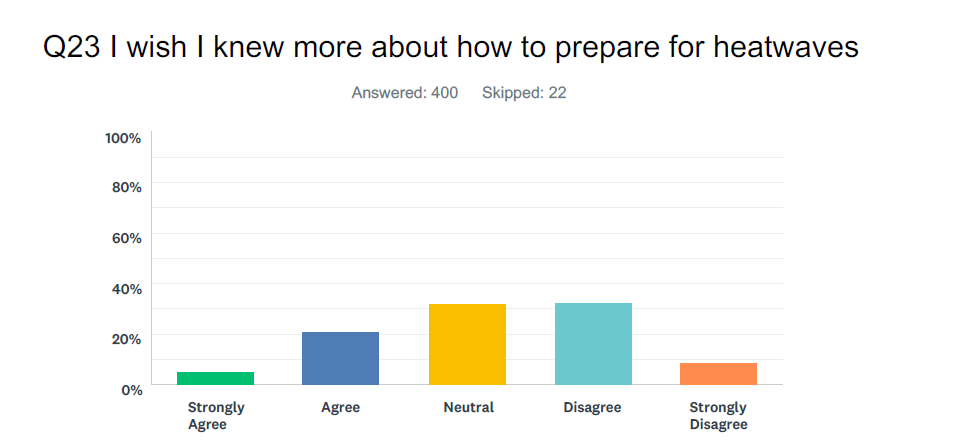 Q23 I wish I knew more about how to prepare for heatwaves
Answered: 400 Skipped: 22
100%
80%
60%
40%
20%
0%
Strongly Agree
Agree
Neutral
Disagree
Strongly Disagree